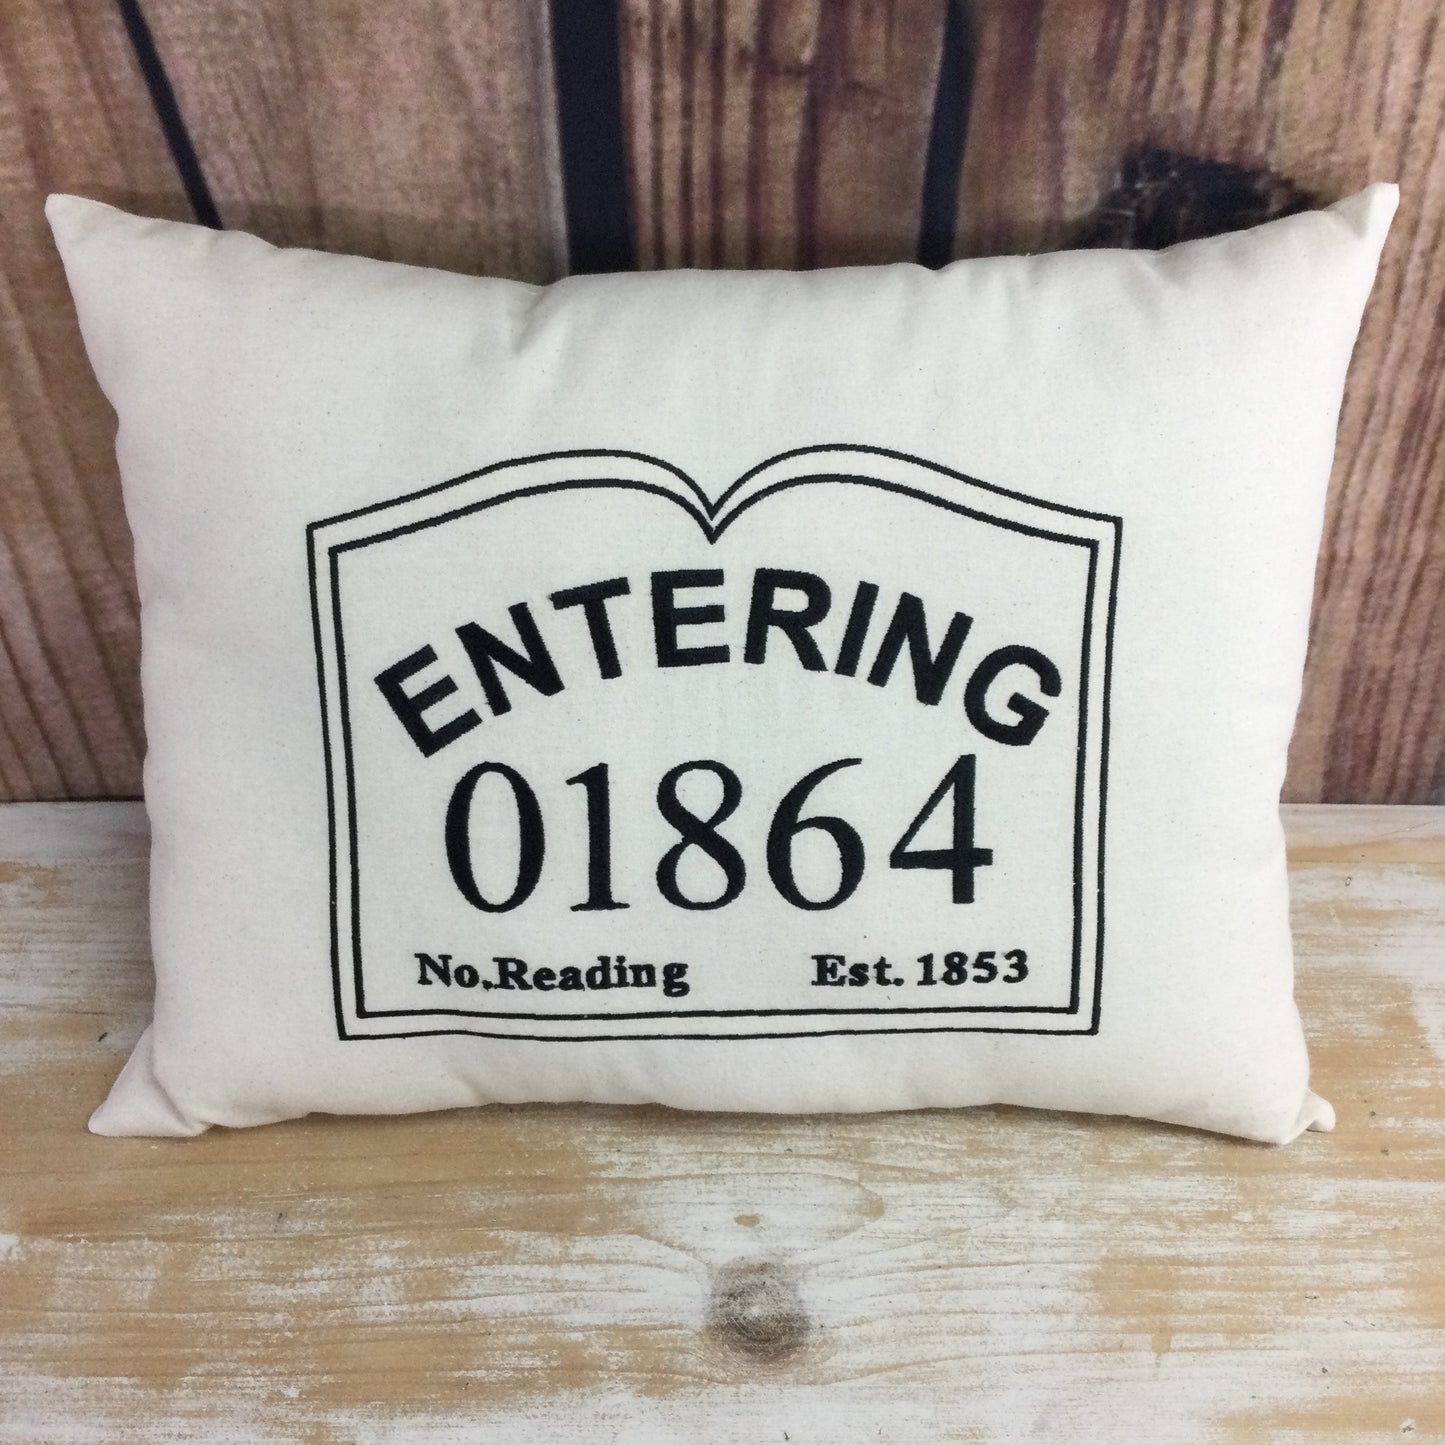 ENTERING
01864
No.Reading Est. 1853